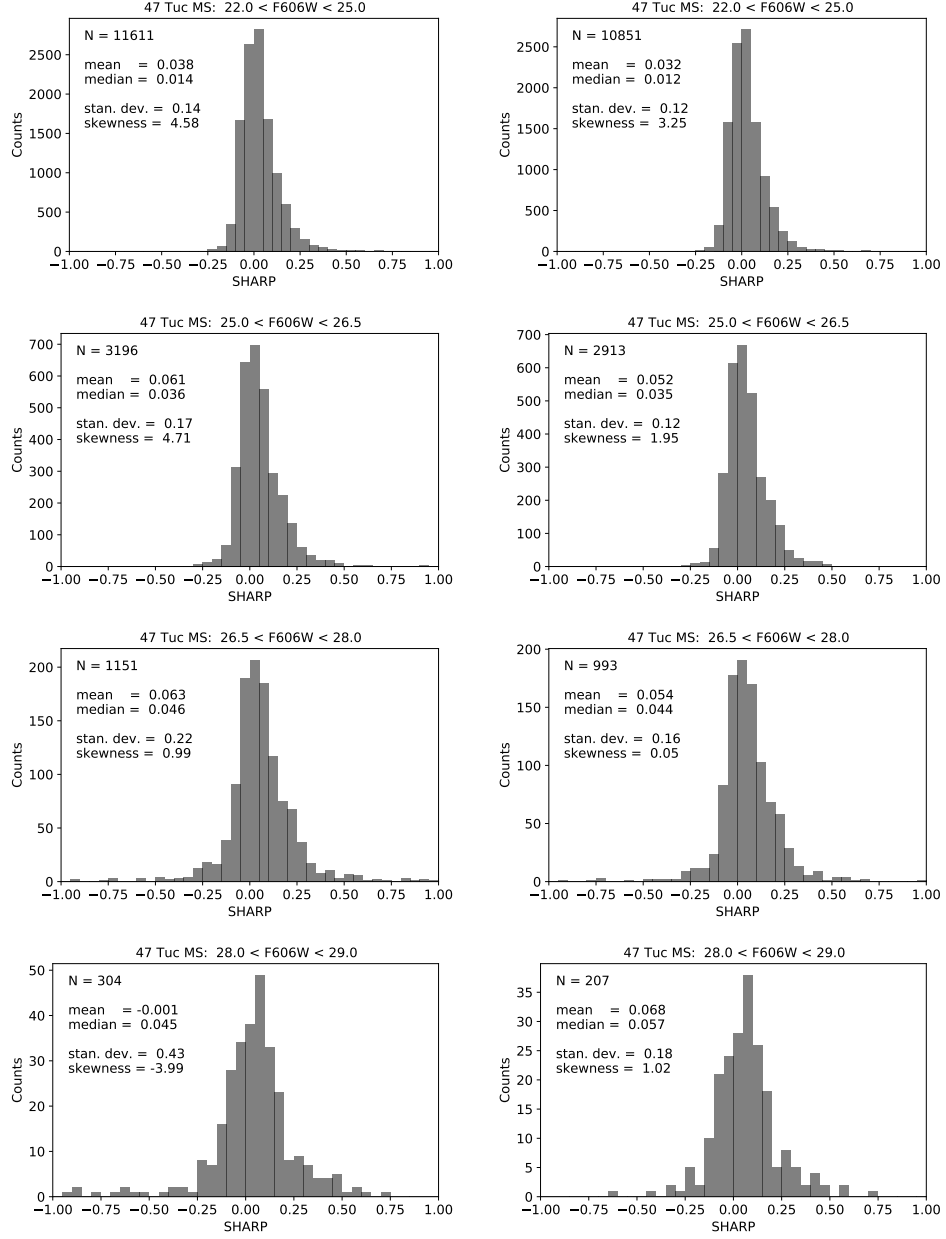 47 Tuc MS:  22.0 < F606W < 25.0
N = 11611
mean    =  0.038
median =  0.014
stan. dev. =  0.14
skewness =  4.58
Counts
2500
2000
1500
1000
500
0
−1.00 −0.75 −0.50 −0.25 0.00 0.25 0.50 0.75 1.00
SHARP
47 Tuc MS:  22.0 < F606W < 25.0
N = 10851
mean    =  0.032
median =  0.012
stan. dev. =  0.12
skewness =  3.25
Counts
2500
2000
1500
1000
500
0
−1.00 −0.75 −0.50 −0.25 0.00 0.25 0.50 0.75 1.00
SHARP
47 Tuc MS:  25.0 < F606W < 26.5
N = 3196
mean    =  0.061
median =  0.036
stan. dev. =  0.17
skewness =  4.71
Counts
700
600
500
400
300
200
100
0
−1.00 −0.75 −0.50 −0.25 0.00 0.25 0.50 0.75 1.00
SHARP
47 Tuc MS:  25.0 < F606W < 26.5
N = 2913
mean    =  0.052
median =  0.035
stan. dev. =  0.12
skewness =  1.95
Counts
700
600
500
400
300
200
100
0
−1.00 −0.75 −0.50 −0.25 0.00 0.25 0.50 0.75 1.00
SHARP
47 Tuc MS:  26.5 < F606W < 28.0
N = 1151
mean    =  0.063
median =  0.046
stan. dev. =  0.22
skewness =  0.99
Counts
200
150
100
50
0
−1.00 −0.75 −0.50 −0.25 0.00 0.25 0.50 0.75 1.00
SHARP
47 Tuc MS:  26.5 < F606W < 28.0
N = 993
mean    =  0.054
median =  0.044
stan. dev. =  0.16
skewness =  0.05
Counts
200
150
100
50
0
−1.00 −0.75 −0.50 −0.25 0.00 0.25 0.50 0.75 1.00
SHARP
47 Tuc MS:  28.0 < F606W < 29.0
N = 304
mean    = -0.001
median =  0.045
stan. dev. =  0.43
skewness = -3.99
Counts
50
40
30
20
10
0
−1.00 −0.75 −0.50 −0.25 0.00 0.25 0.50 0.75 1.00
SHARP
47 Tuc MS:  28.0 < F606W < 29.0
N = 207
mean    =  0.068
median =  0.057
stan. dev. =  0.18
skewness =  1.02
Counts
35
30
25
20
15
10
5
0
−1.00 −0.75 −0.50 −0.25 0.00 0.25 0.50 0.75 1.00
SHARP